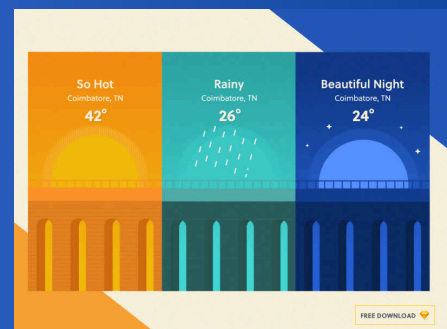 So Hot
Coimbatore, TN
42°
Rainy
Coimbatore, TN
26°
Beautiful Night
Coimbatore, TN
24°
FREE DOWNLOAD